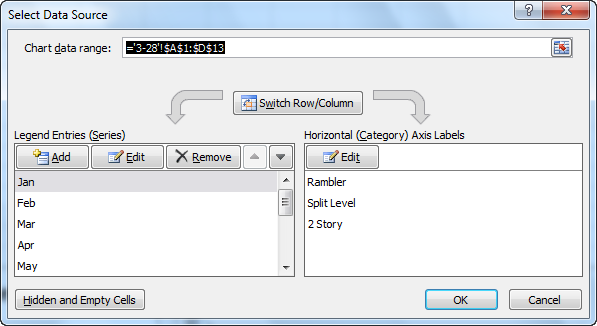 Select Data Source
Chart data range:
='3-28'!$A$1:$D$13
Switch Row/Column
Legend Entries (Series)
Add
Edit
Remove
Jan
Feb
Mar
Apr
May
Horizontal (Category) Axis Labels
Edit
Rambler
Split Level
2 Story
Hidden and Empty Cells
OK
Cancel